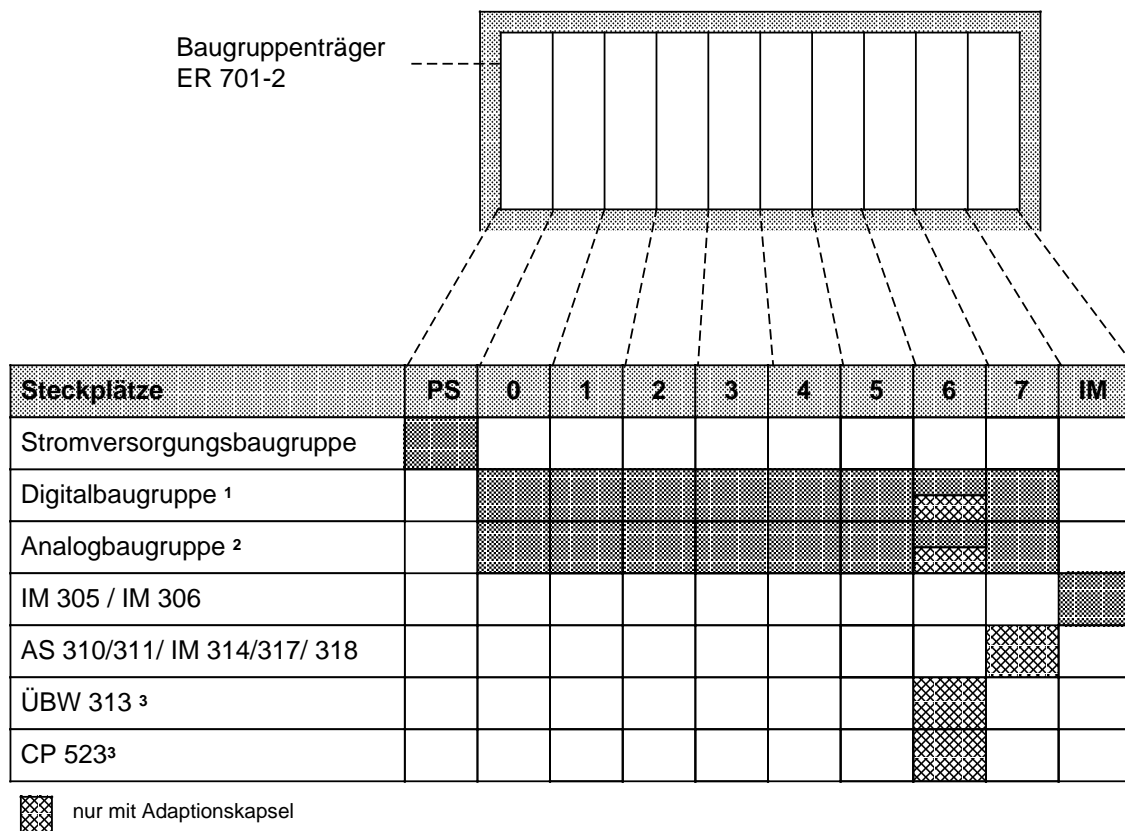 Baugruppenträger
ER 701-2
Steckplätze PS 0 1 2 3 4 5 6 7 IM
Stromversorgungsbaugruppe
Digitalbaugruppe 1
Analogbaugruppe 2
IM 305 / IM 306
AS 310/311/ IM 314/317/ 318
ÜBW 313 3
CP 5233
nur mit Adaptionskapsel